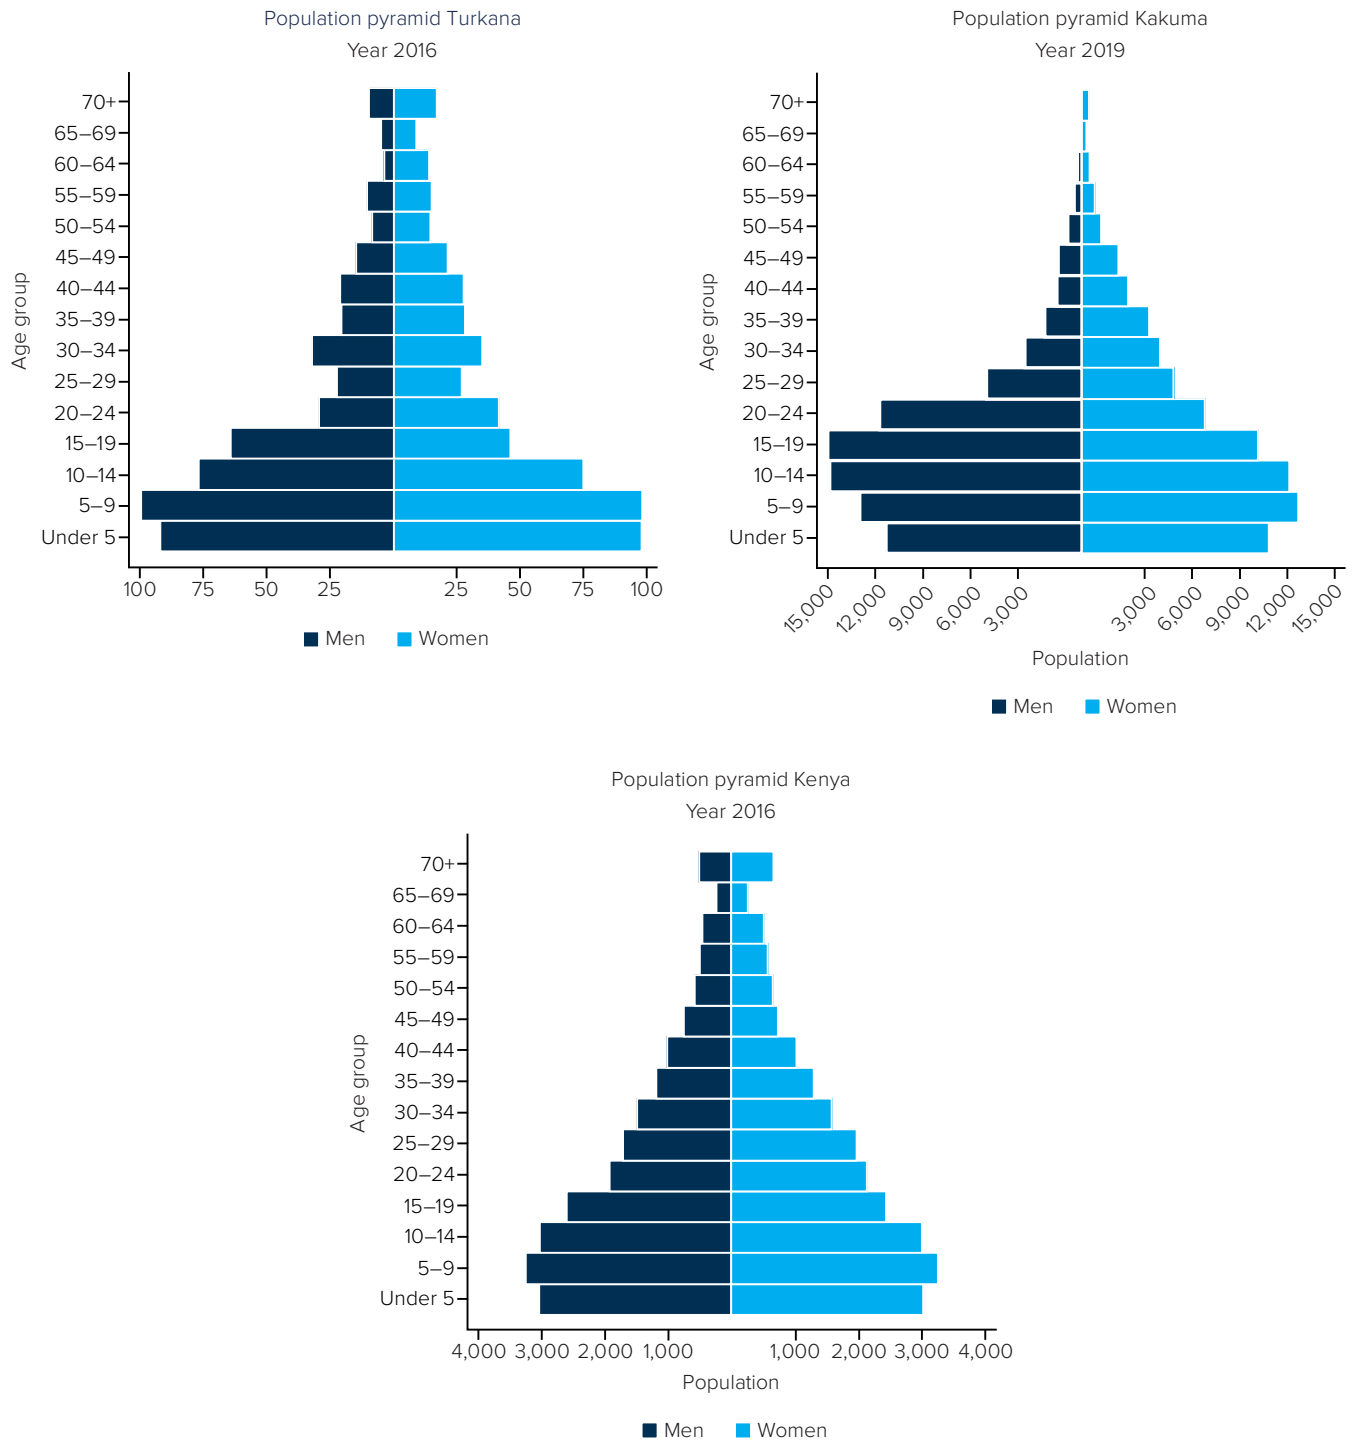 Population pyramid Turkana
Year 2016
Age group
70+
65–69
60–64
55–59
50–54
45–49
40–44
35–39
30–34
25–29
20–24
15–19
10–14
5–9
Under 5
100 75 50 25 25 50 75 100
Men Women
Population pyramid Kakuma
Year 2019
Age group
70+
65–69
60–64
55–59
50–54
45–49
40–44
35–39
30–34
25–29
20–24
15–19
10–14
5–9
Under 5
15,000 12,000 9,000 6,000 3,000 3,000 6,000 9,000 12,000 15,000
Population
Men Women
Population pyramid Kenya
Year 2016
Age group
70+
65–69
60–64
55–59
50–54
45–49
40–44
35–39
30–34
25–29
20–24
15–19
10–14
5–9
Under 5
4,000 3,000 2,000 1,000 1,000 2,000 3,000 4,000
Population
Men Women